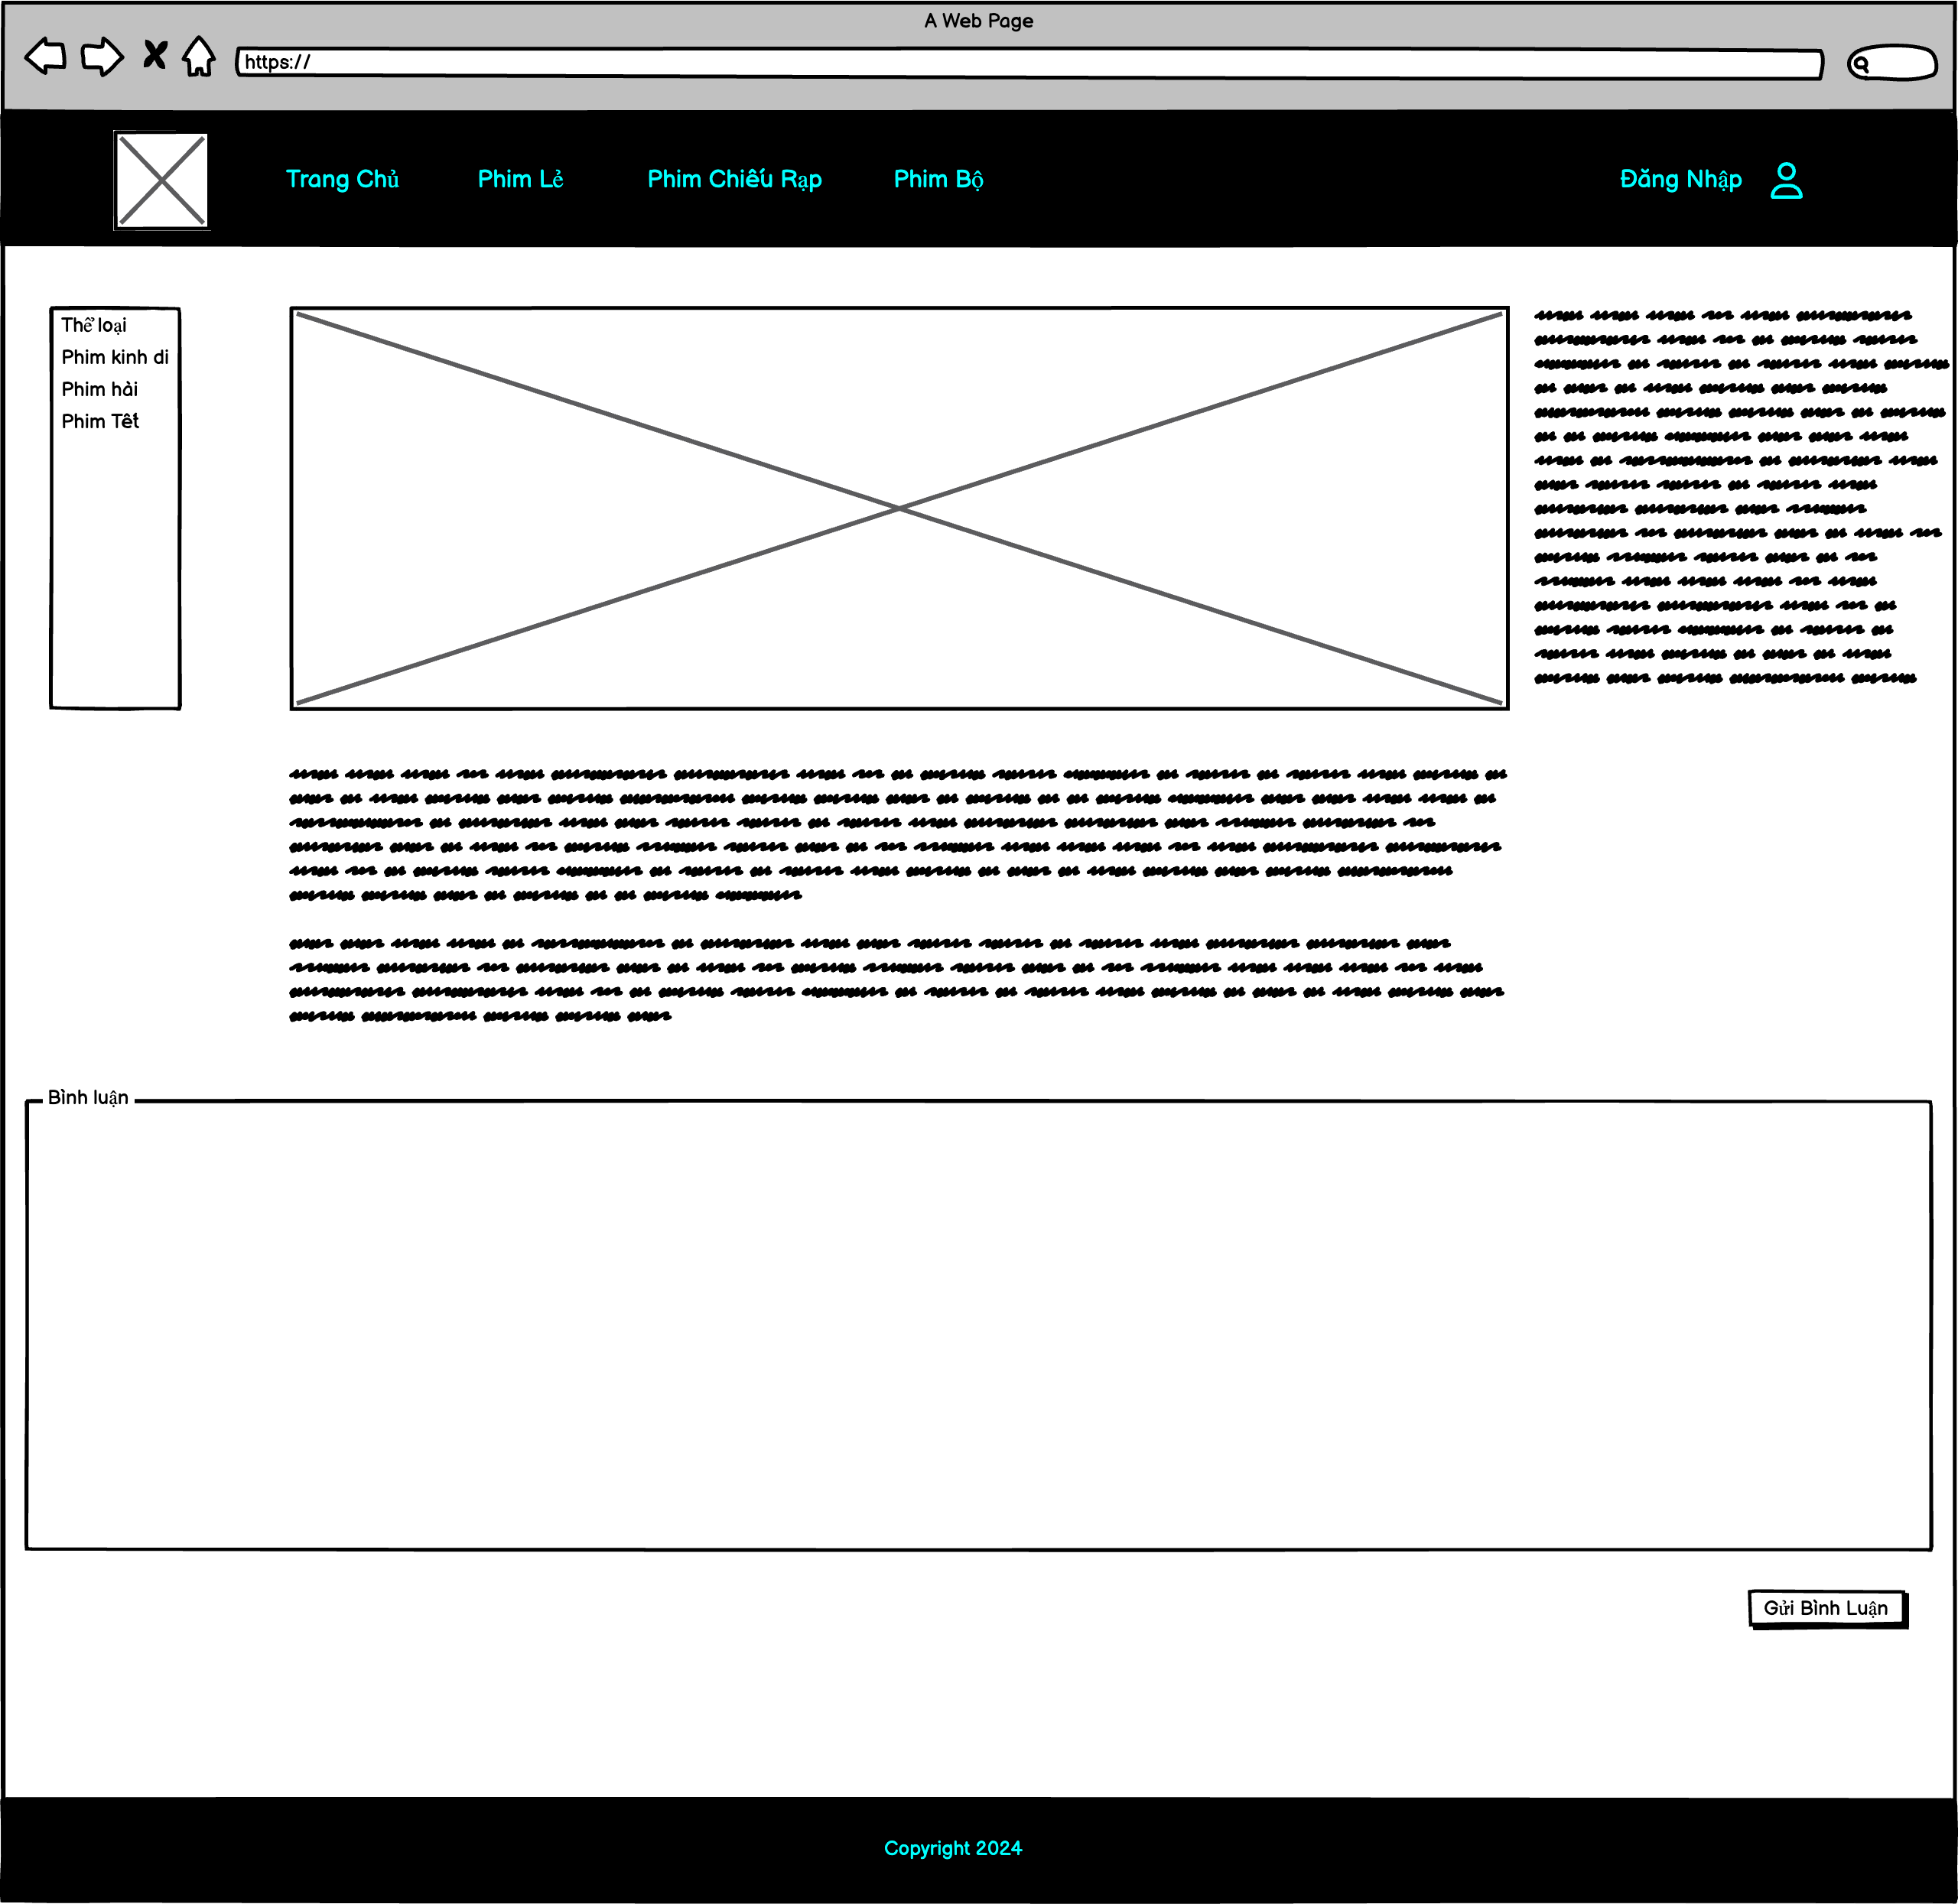 A Web Page
https://
Trang Chủ Phim Lẻ Phim Chiếu Rạp Phim Bộ Đăng Nhập
Thể loại
Phim kinh di
Phim hài
Phim Tết
Bình luận
Gửi Bình Luận
Copyright 2024